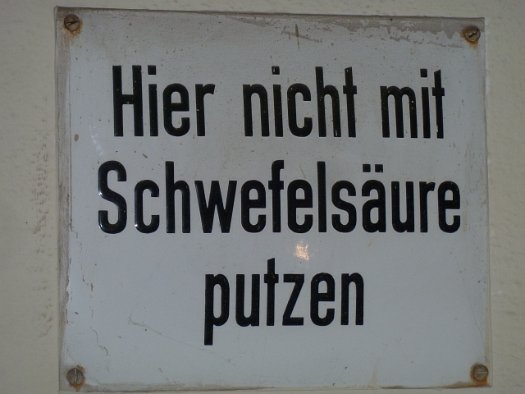 Hier nicht mit
Schwefelsäure
putzen